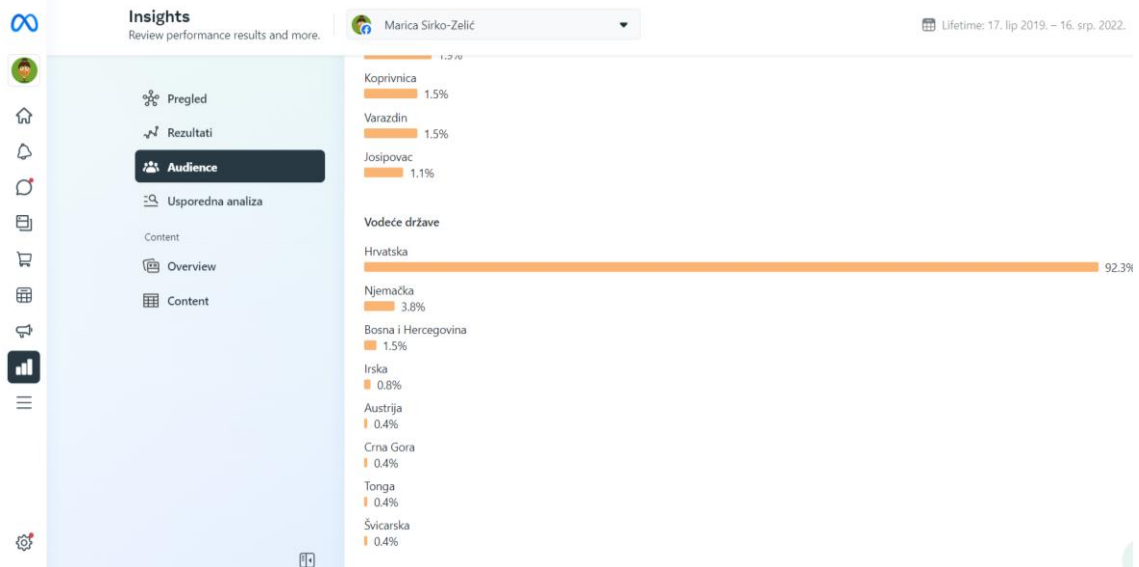 Insights
Review performance results and more.
Marica Sirko-Zelić
Lifetime: 17. lip 2019. – 16. srp. 2022.
Pregled
Rezultati
Audience
Usporedna analiza
Content
Overview
Content
Koprivnica
1.5%
Varazdin
1.5%
Josipovac
1.1%
Vodeće države
Hrvatska
92.3%
Njemačka
3.8%
Bosna i Hercegovina
1.5%
Irska
0.8%
Austrija
0.4%
Crna Gora
0.4%
Tonga
0.4%
Švicarska
0.4%